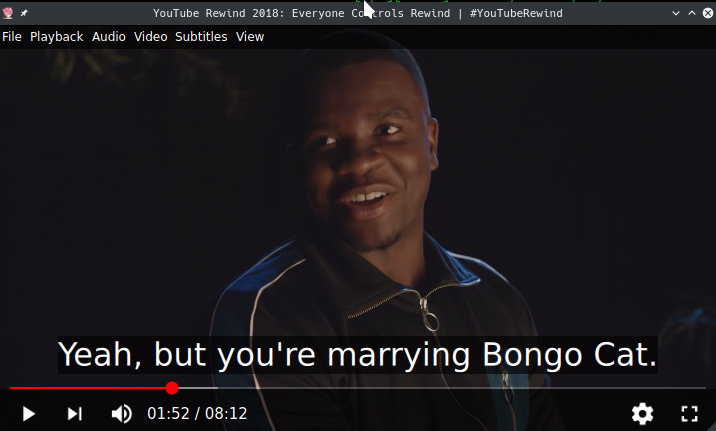 YouTube Rewind 2018: Everyone Controls Rewind | #YouTubeRewind
File Playback Audio Video Subtitles View
Yeah, but you're marrying Bongo Cat.
01:52 / 08:12